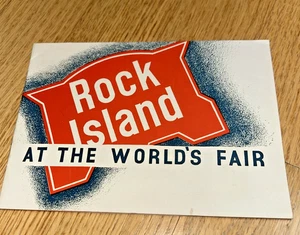 Rock
Island
AT THE WORLD'S FAIR